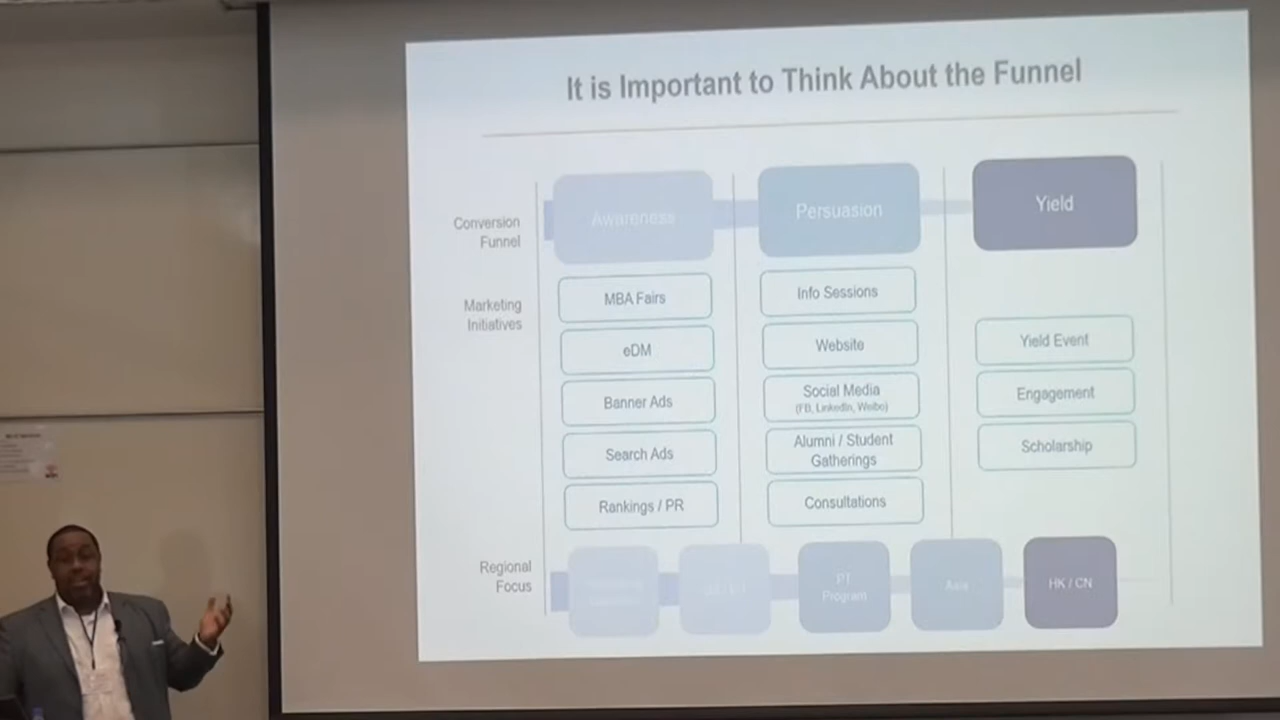 It is Important to Think About the Funnel
Conversion
Funnel
Awareness
Persuasion
Yield
Marketing
Initiatives
MBA Fairs
eDM
Banner Ads
Search Ads
Rankings / PR
Info Sessions
Website
Social Media
(FB, LinkedIn, Weibo)
Alumni / Student
Gatherings
Consultations
Yield Event
Engagement
Scholarship
Regional
Focus
PT
Program
Asia
HK / CN